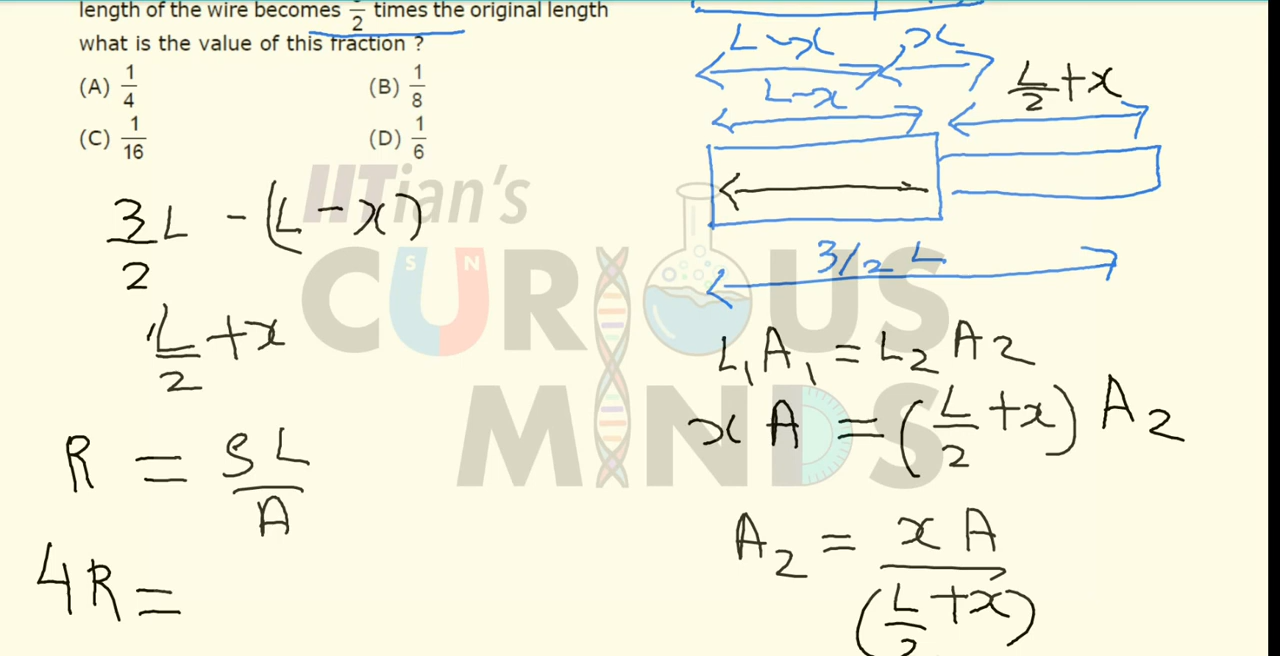 length of the wire becomes 3/2 times the original length
what is the value of this fraction ?
(A) 1/4
(B) 1/8
(C) 1/16
(D) 1/6
L-x
x
L-x
L/2 + x
3/2 L
3L/2 - (L-x)
L/2 + x
R = SL/A
4R =
L₁A₁ = L₂A₂
xA = (L/2 + x) A₂
A₂ = xA/(L/2 + x)
IITian's
CURIOUS
S N
MINDS